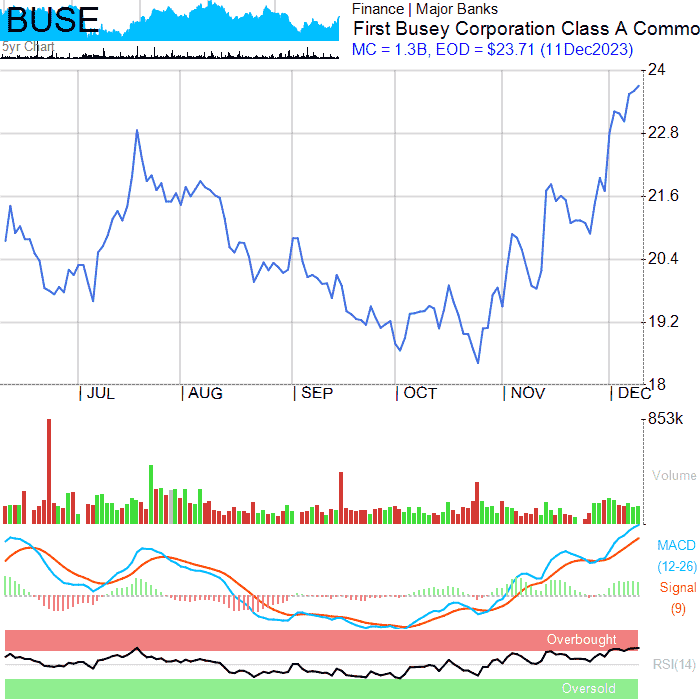 BUSE
5yr Chart
Finance | Major Banks
First Busey Corporation Class A Commo
MC = 1.3B, EOD = $23.71 (11Dec2023)
24
22.8
21.6
20.4
19.2
18
JUL
AUG
SEP
OCT
NOV
DEC
853k
Volume
MACD
(12-26)
Signal
(9)
Overbought
RSI(14)
Oversold